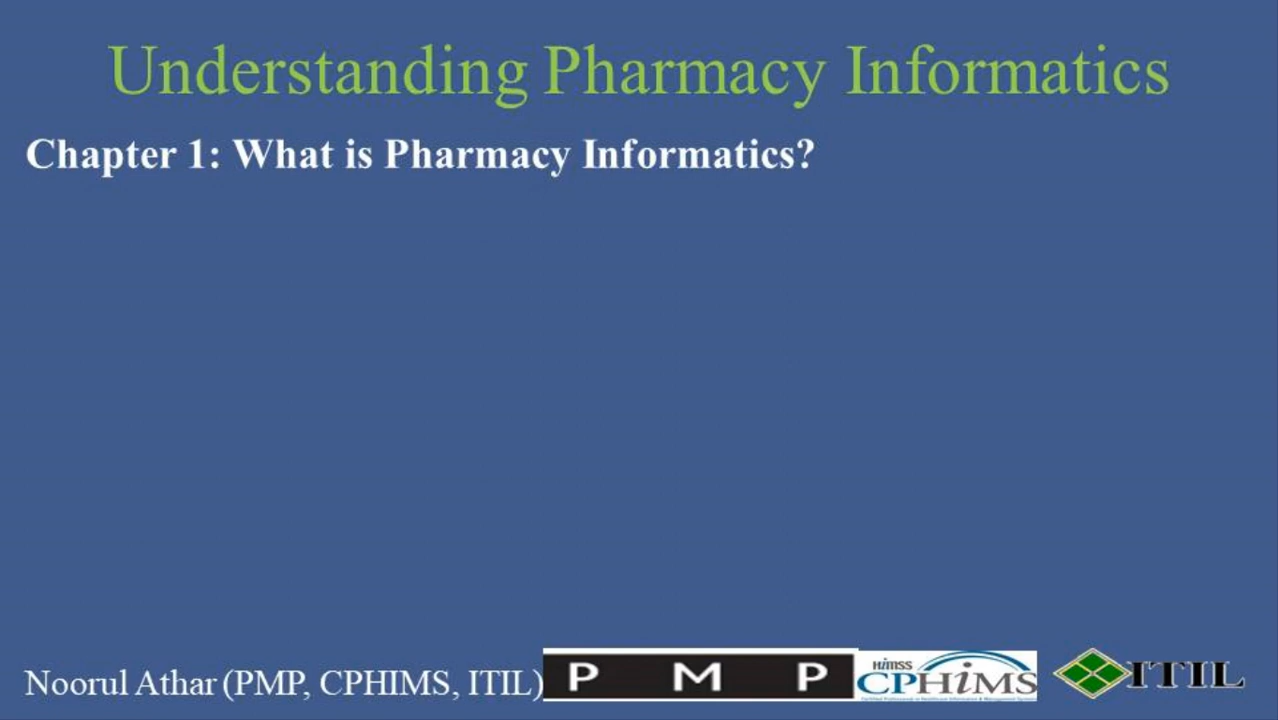 Understanding Pharmacy Informatics
Chapter 1: What is Pharmacy Informatics?
Noorul Athar (PMP, CPHIMS, ITIL)
P M P
HiMSS
CPHiMS
ITIL